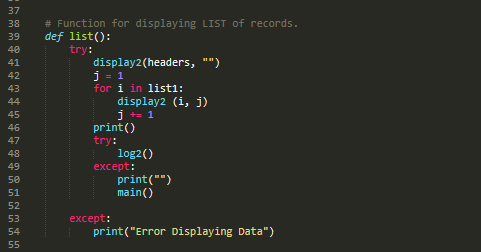 37
38 # Function for displaying LIST of records.
39 def list():
40 try:
41 display2(headers, "")
42 j = 1
43 for i in list1:
44 display2 (i, j)
45 j += 1
46 print()
47 try:
48 log2()
49 except:
50 print("")
51 main()
52
53 except:
54 print("Error Displaying Data")
55